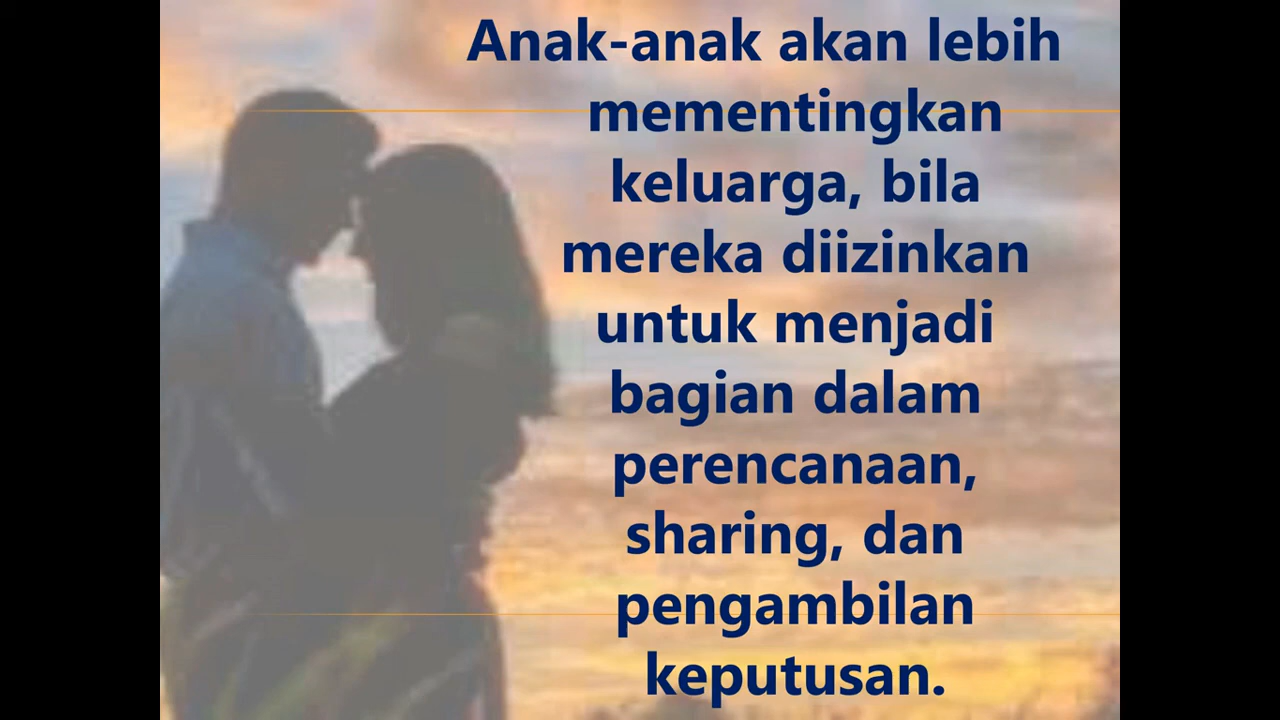 Anak-anak akan lebih
mementingkan
keluarga, bila
mereka diizinkan
untuk menjadi
bagian dalam
perencanaan,
sharing, dan
pengambilan
keputusan.